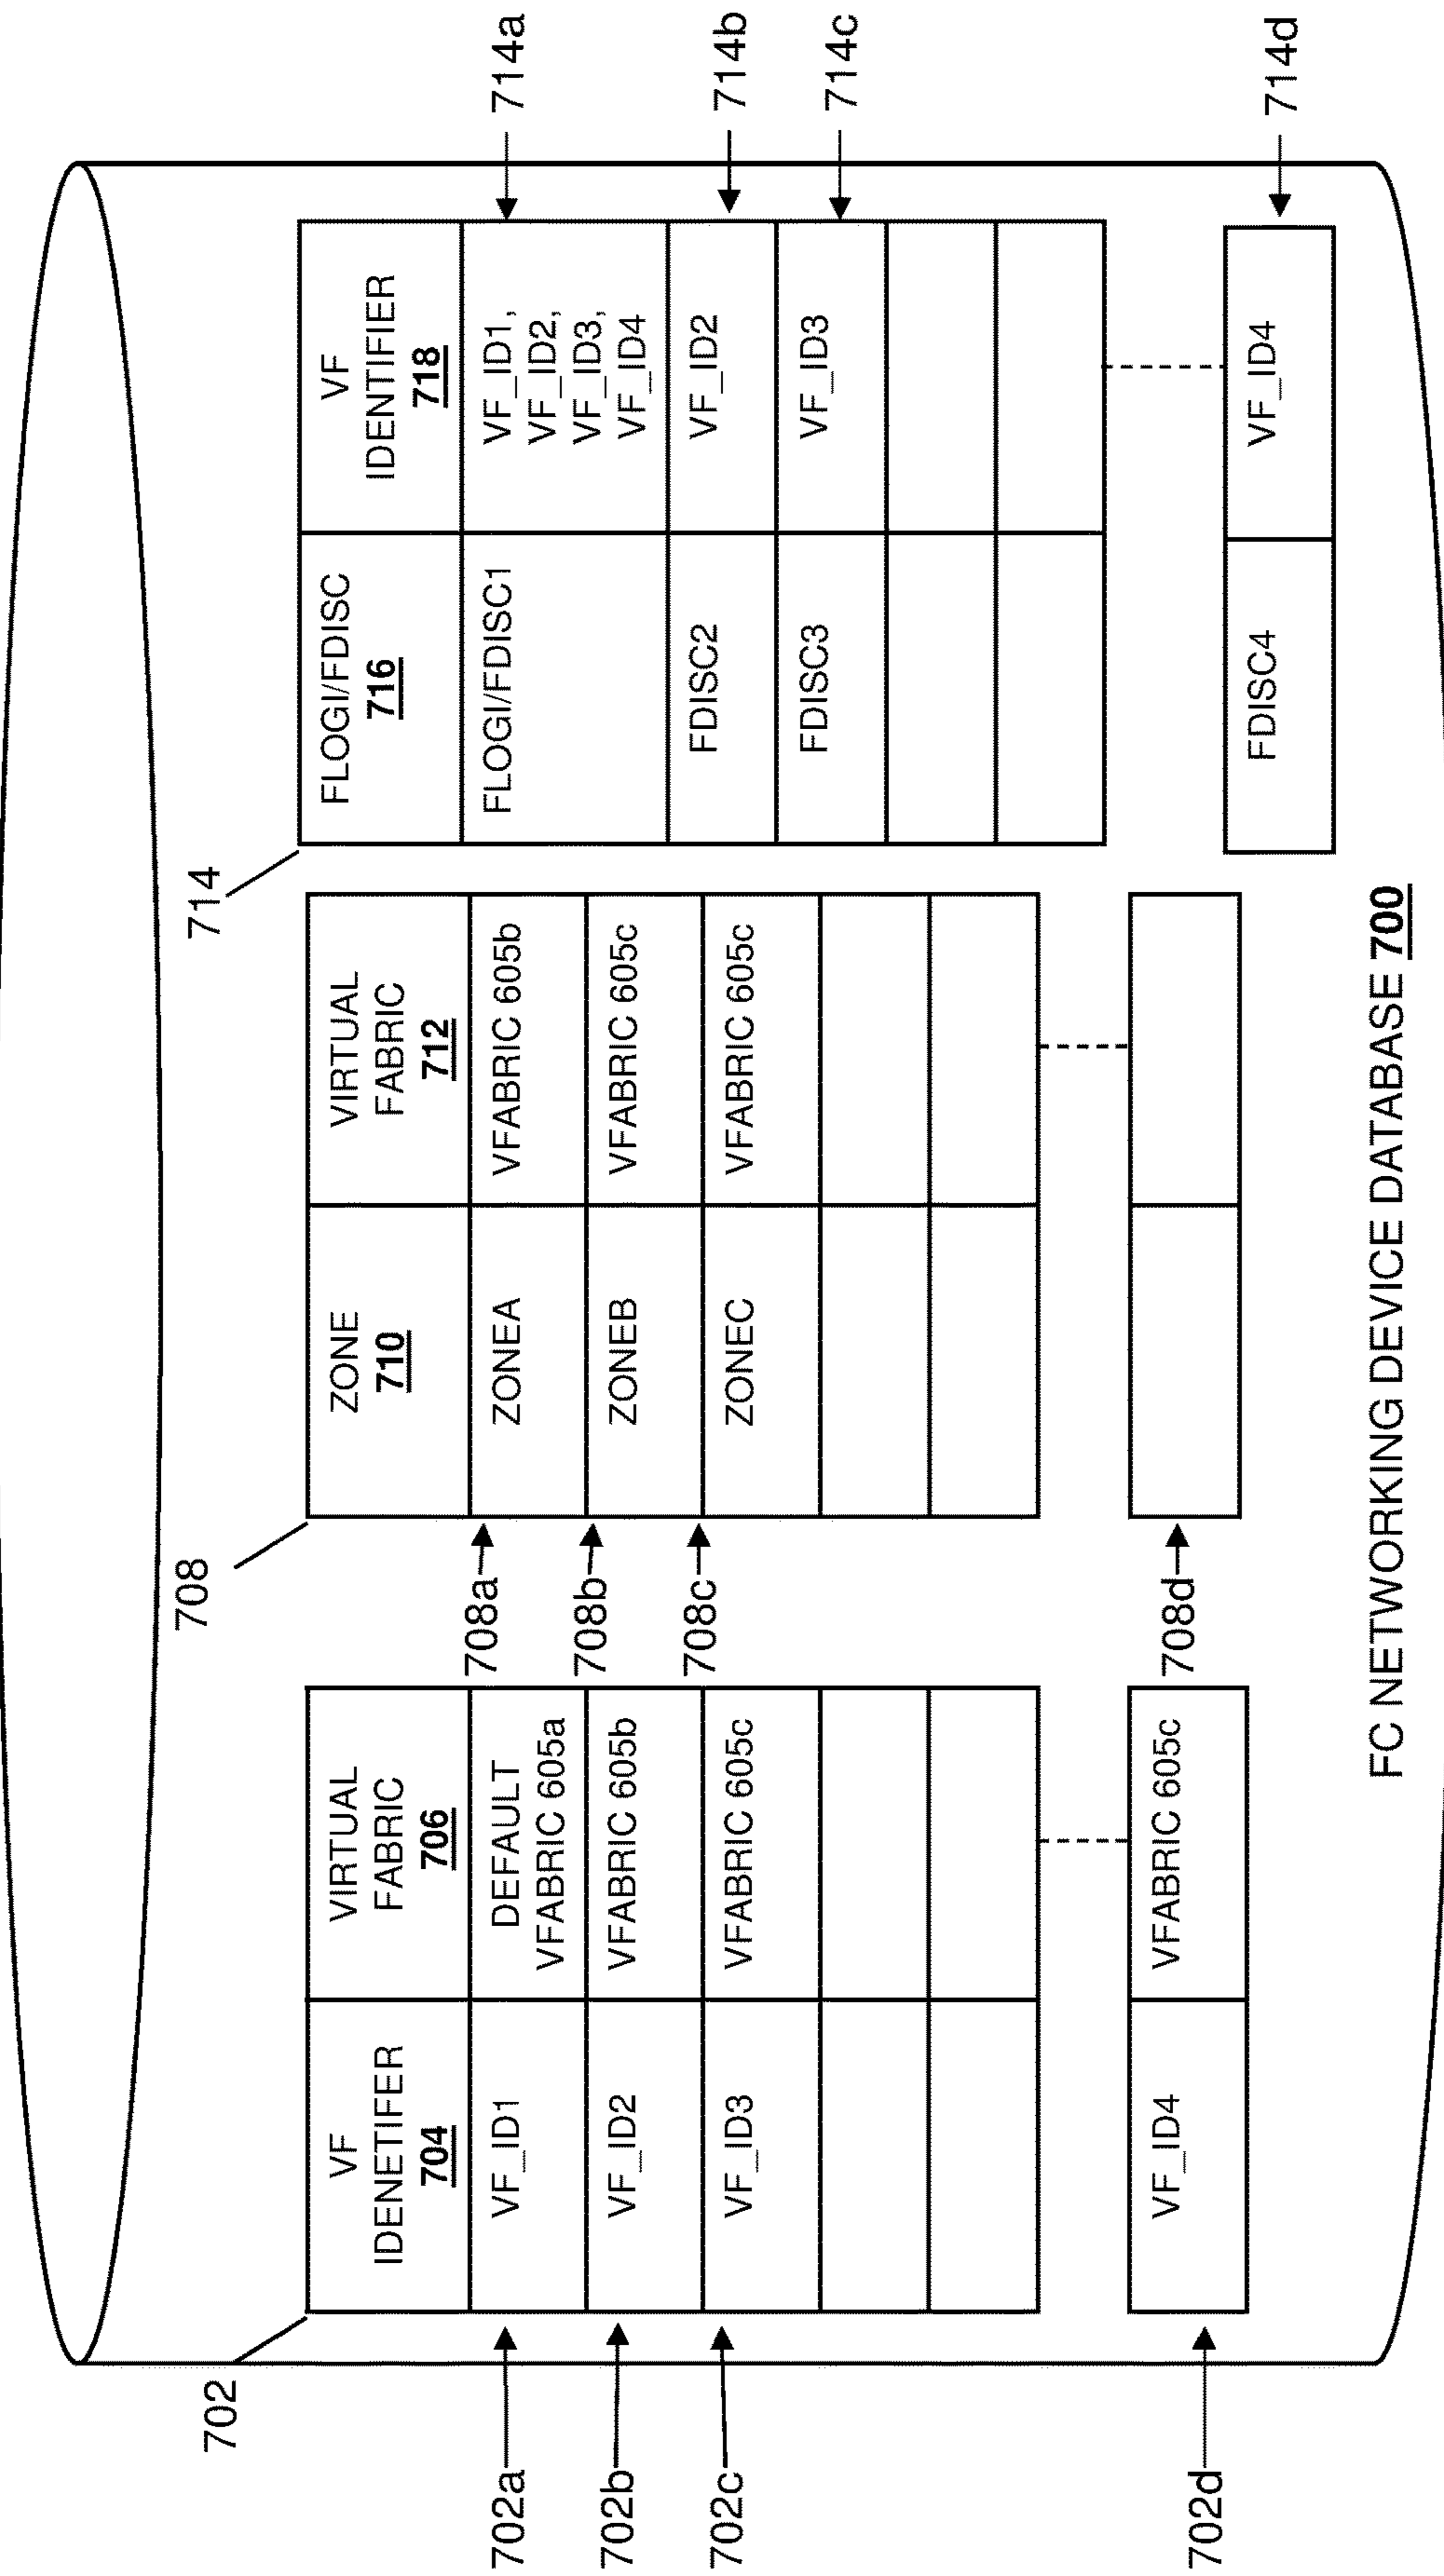 702
708
714
VF
IDENETIFER
704
VIRTUAL
FABRIC
706
702a
VF_ID1
DEFAULT
VFABRIC 605a
702b
VF_ID2
VFABRIC 605b
702c
VF_ID3
VFABRIC 605c
702d
VF_ID4
VFABRIC 605c
ZONE
710
VIRTUAL
FABRIC
712
708a
ZONEA
VFABRIC 605b
708b
ZONEB
VFABRIC 605c
708c
ZONEC
VFABRIC 605c
708d
FLOGI/FDISC
716
VF
IDENTIFIER
718
FLOGI/FDISC1
VF_ID1,
VF_ID2,
VF_ID3,
VF_ID4
714a
FDISC2
VF_ID2
714b
FDISC3
VF_ID3
714c
FDISC4
VF_ID4
714d
FC NETWORKING DEVICE DATABASE 700